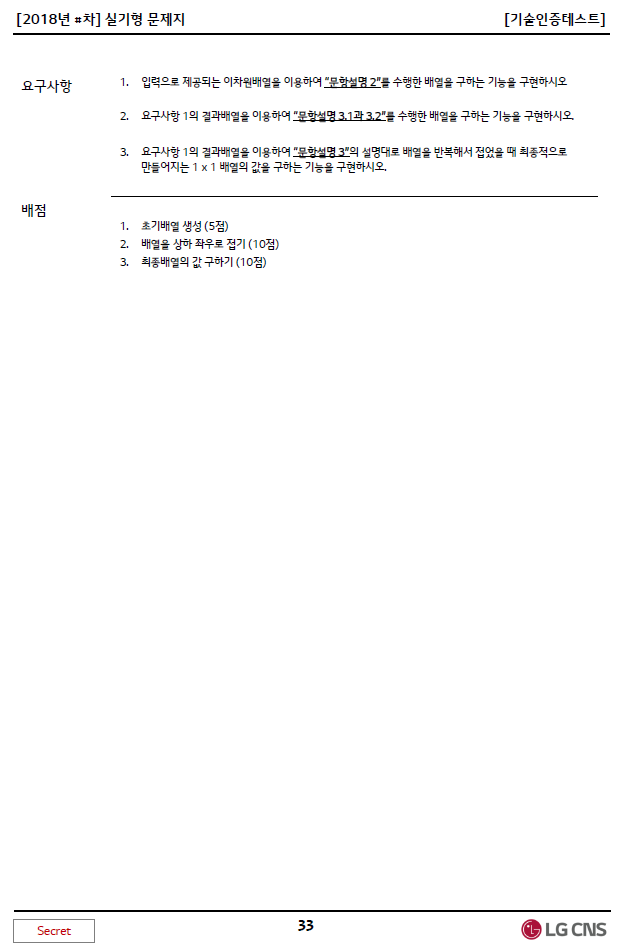 [2018년 #차] 실기형 문제지 [기술인증테스트]
요구사항
1. 입력으로 제공되는 이차원배열을 이용하여 "문항설명 2"를 수행한 배열을 구하는 기능을 구현하시오
2. 요구사항 1의 결과배열을 이용하여 "문항설명 3.1과 3.2"를 수행한 배열을 구하는 기능을 구현하시오.
3. 요구사항 1의 결과배열을 이용하여 "문항설명 3"의 설명대로 배열을 반복해서 접었을 때 최종적으로
만들어지는 1 x 1 배열의 값을 구하는 기능을 구현하시오.
배점
1. 초기배열 생성 (5점)
2. 배열을 상하 좌우로 접기 (10점)
3. 최종배열의 값 구하기 (10점)
Secret
33
LG CNS